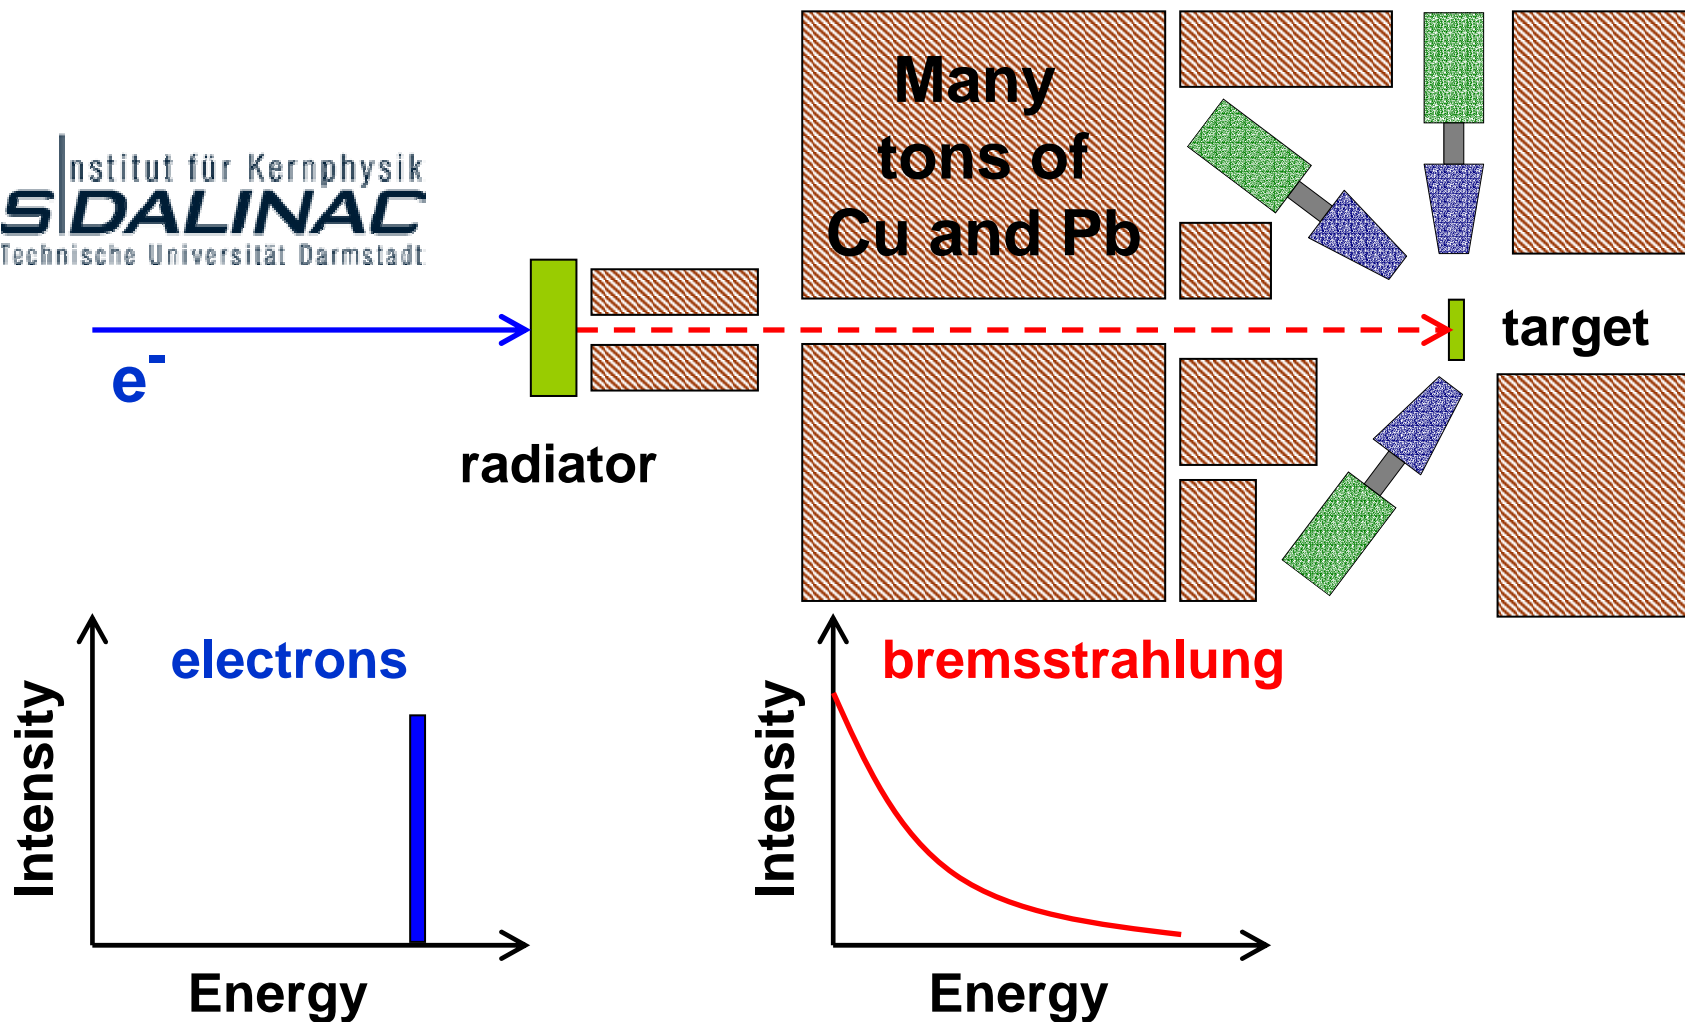 Institut für Kernphysik
S-DALINAC
Technische Universität Darmstadt
Many
tons of
Cu and Pb
e-
radiator
target
electrons
Intensity
Energy
bremsstrahlung
Intensity
Energy